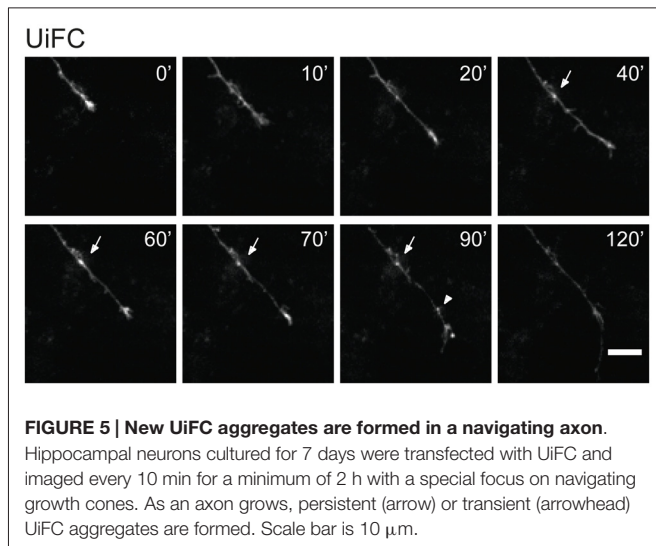 UiFC
0' 10' 20' 40'
60' 70' 90' 120'
FIGURE 5 | New UiFC aggregates are formed in a navigating axon.
Hippocampal neurons cultured for 7 days were transfected with UiFC and
imaged every 10 min for a minimum of 2 h with a special focus on navigating
growth cones. As an axon grows, persistent (arrow) or transient (arrowhead)
UiFC aggregates are formed. Scale bar is 10 μm.